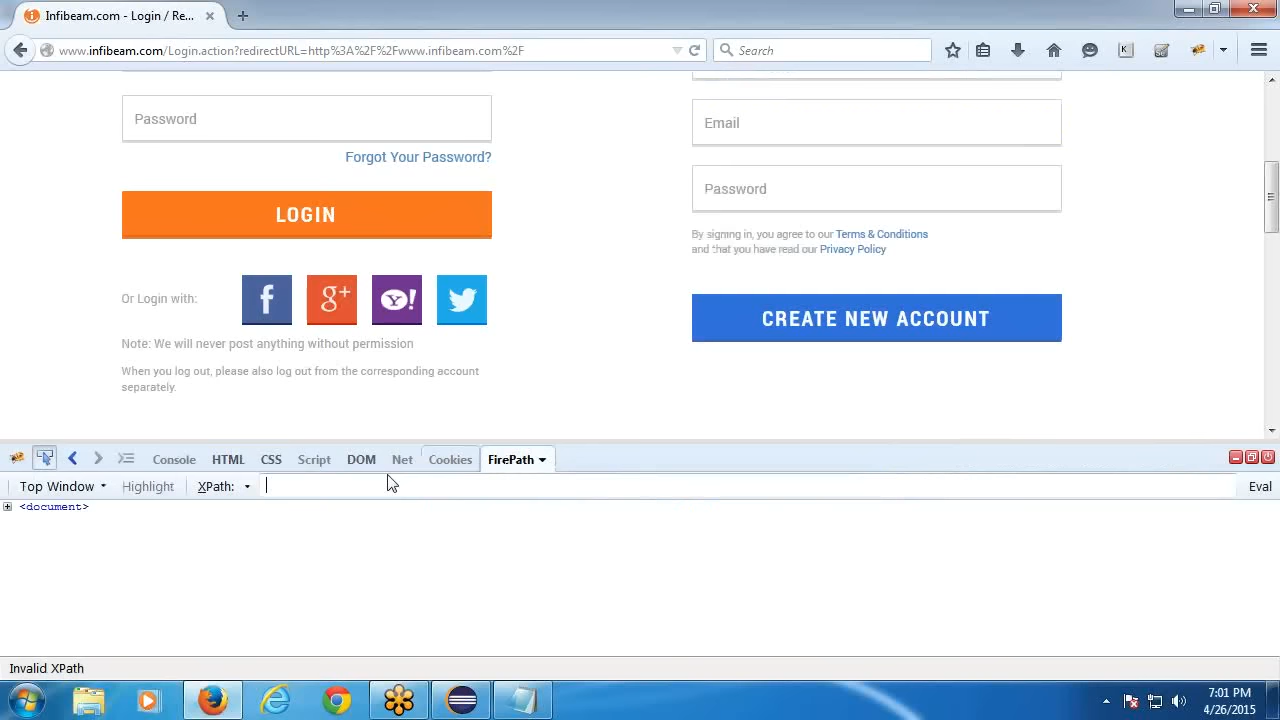 Infibeam.com - Login / Re...
www.infibeam.com/Login.action?redirectURL=http%3A%2F%2Fwww.infibeam.com%2F
Search
Password
Forgot Your Password?
LOGIN
Or Login with:
f
g+
Y!
Note: We will never post anything without permission
When you log out, please also log out from the corresponding account
separately.
Email
Password
By signing in, you agree to our Terms & Conditions
and that you have read our Privacy Policy
CREATE NEW ACCOUNT
Console HTML CSS Script DOM Net Cookies FirePath
Top Window Highlight XPath: Eval
<document>
Invalid XPath
7:01 PM
4/26/2015